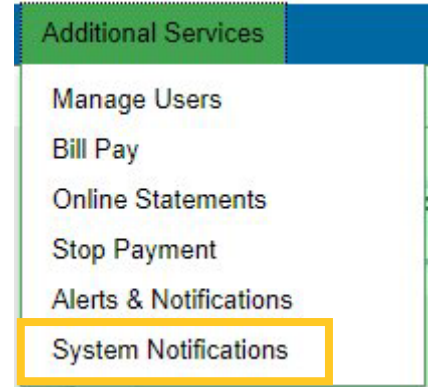 Additional Services
Manage Users
Bill Pay
Online Statements
Stop Payment
Alerts & Notifications
System Notifications